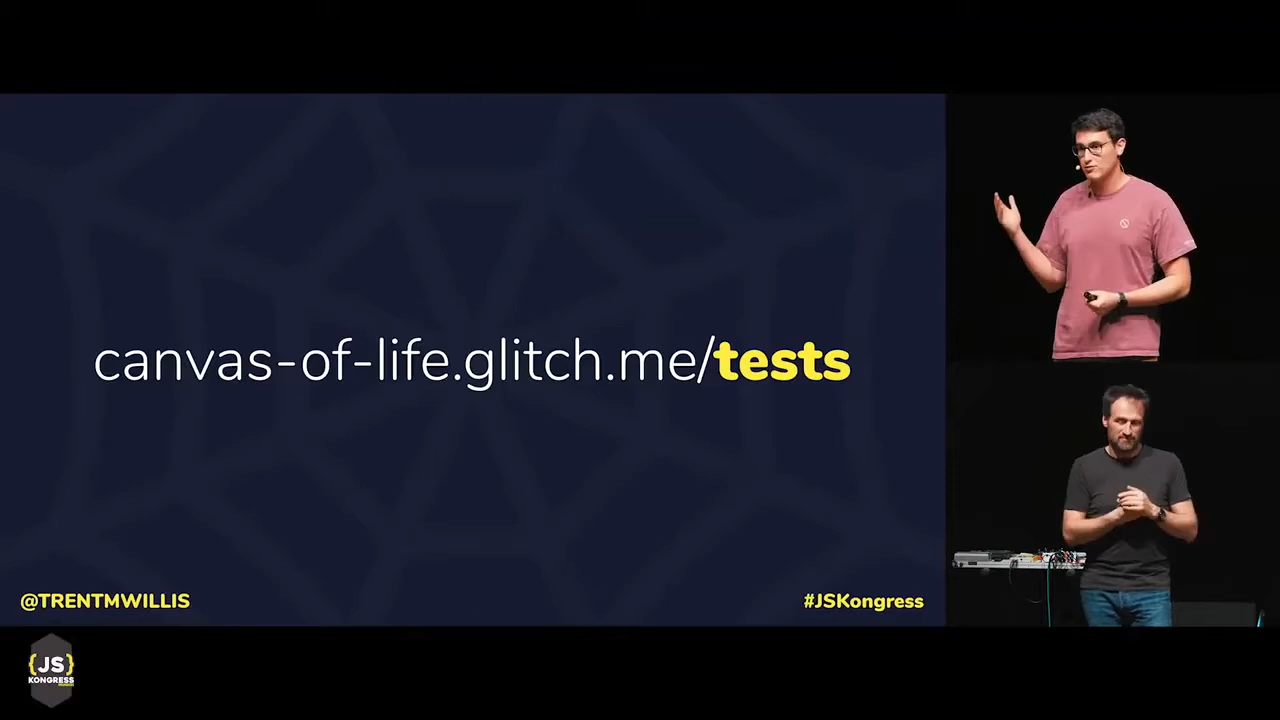 canvas-of-life.glitch.me/tests
@TRENTMWILLIS
#JSKongress
{JS}
KONGRESS